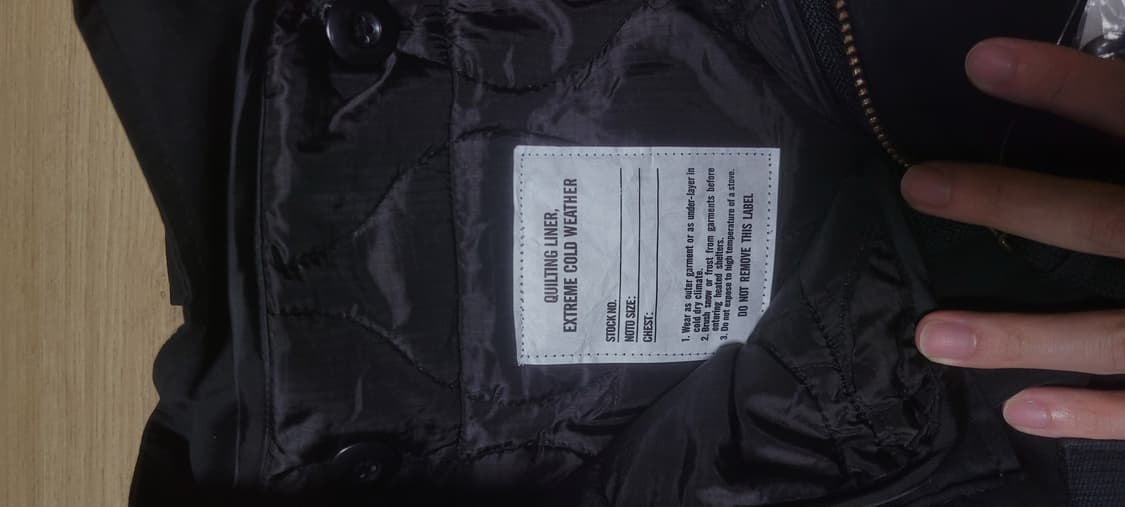 QUILTING LINER,
EXTREME COLD WEATHER
STOCK NO.
NOTO SIZE:
CHEST:
1. Wear as outer garment or as under-layer in
cold dry climate.
2. Brush snow or frost from garments before
entering heated shelters.
3. Do not expose to high temperature of a stove.
DO NOT REMOVE THIS LABEL